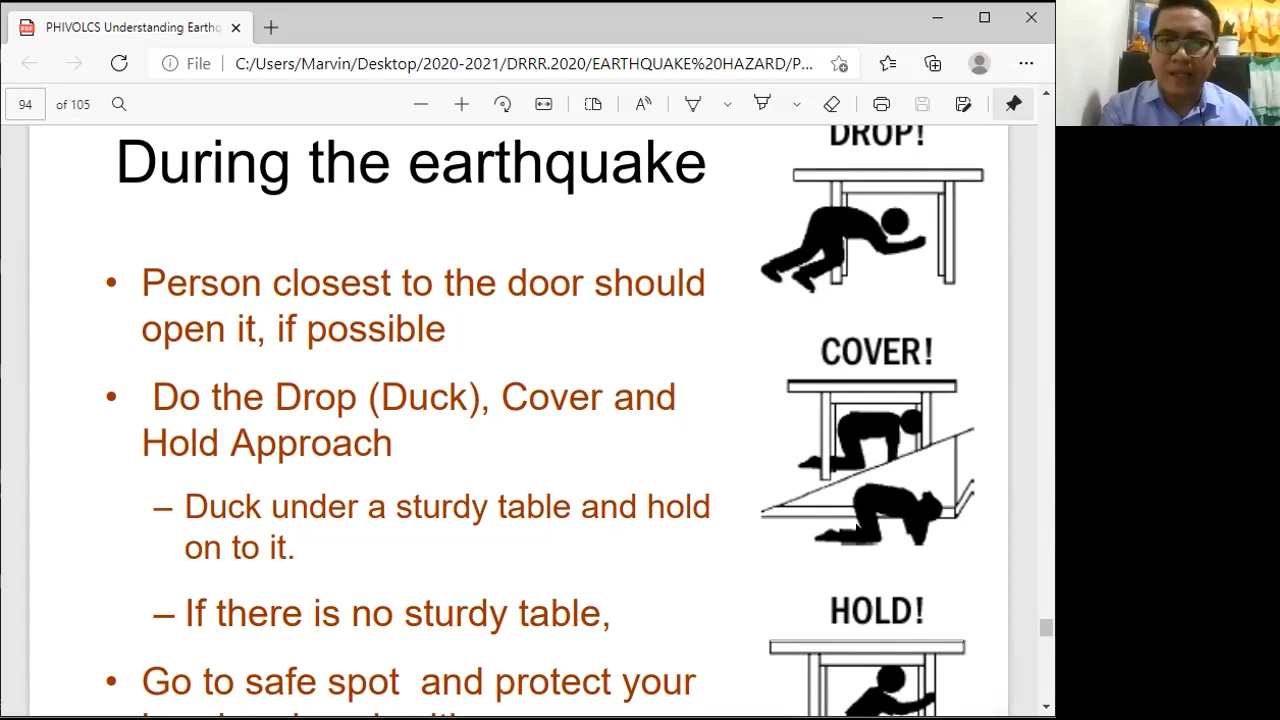 PHIVOLCS Understanding Earthq
File
C:/Users/Marvin/Desktop/2020-2021/DRRR.2020/EARTHQUAKE%20HAZARD/P...
94 of 105
During the earthquake
• Person closest to the door should
open it, if possible
• Do the Drop (Duck), Cover and
Hold Approach
– Duck under a sturdy table and hold
on to it.
– If there is no sturdy table,
• Go to safe spot and protect your
DROP!
COVER!
HOLD!